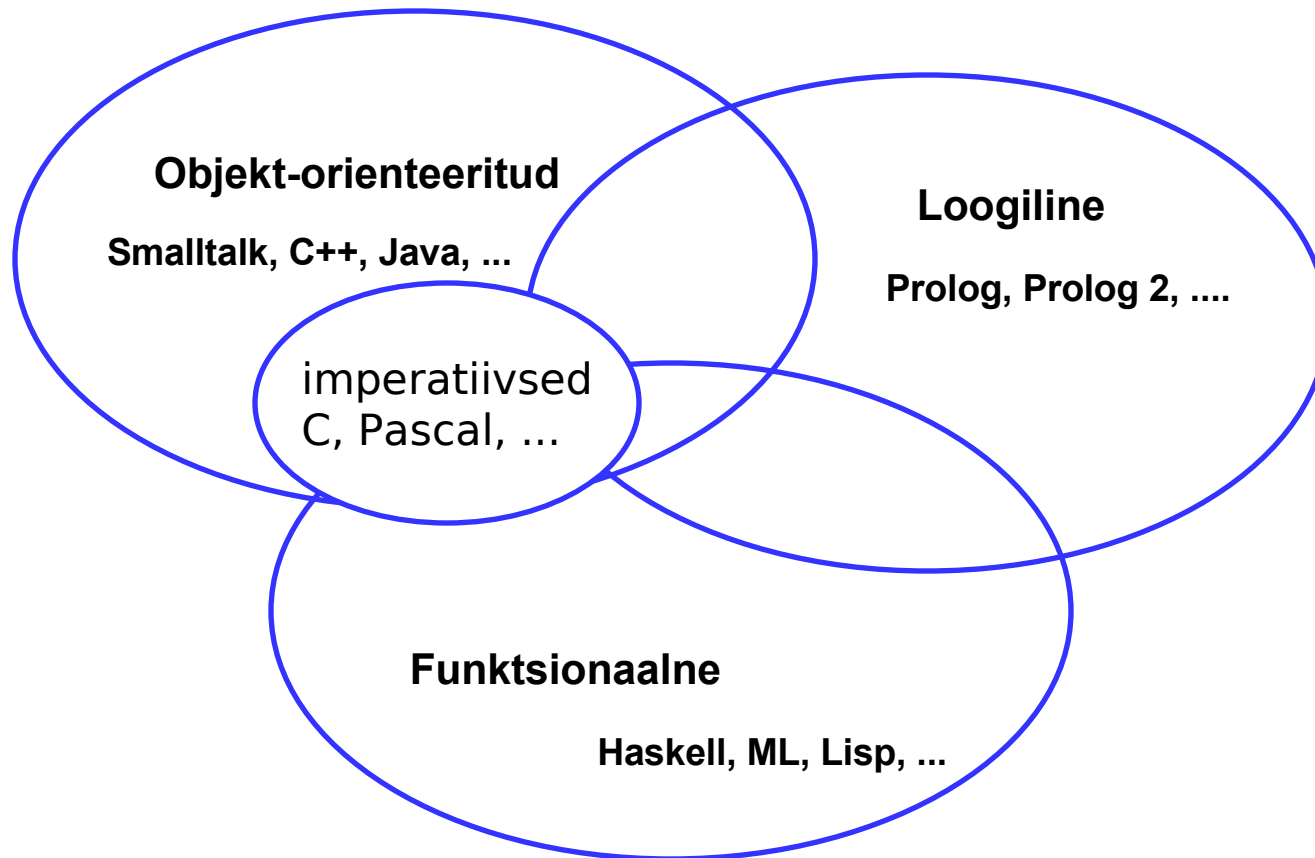 Objekt-orienteeritud
Smalltalk, C++, Java, ...
Loogiline
Prolog, Prolog 2, ....
imperatiivsed
C, Pascal, ...
Funktsionaalne
Haskell, ML, Lisp, ...